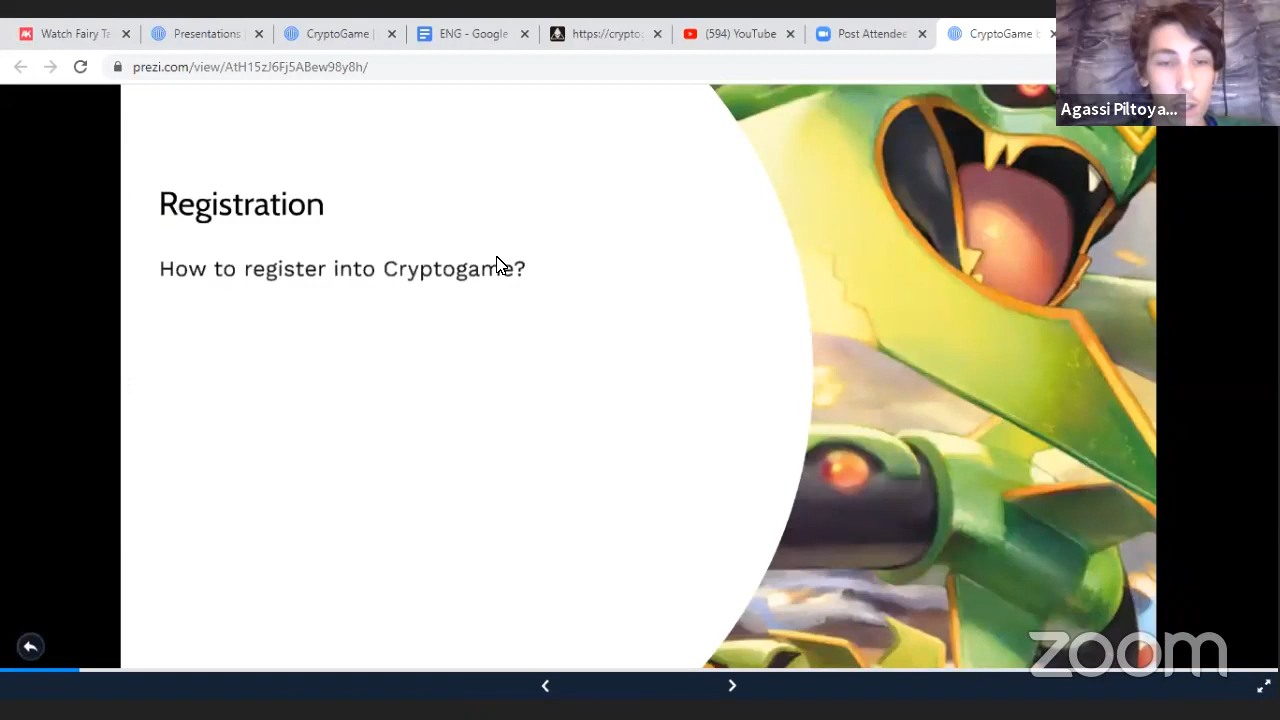 Watch Fairy Ta
Presentations
CryptoGame |
ENG - Google
https://crypto
(594) YouTube
Post Attendee
CryptoGame b
prezi.com/view/AtH15zJ6Fj5ABew98y8h/
Agassi Piltoya...
Registration
How to register into Cryptogame?
zoom